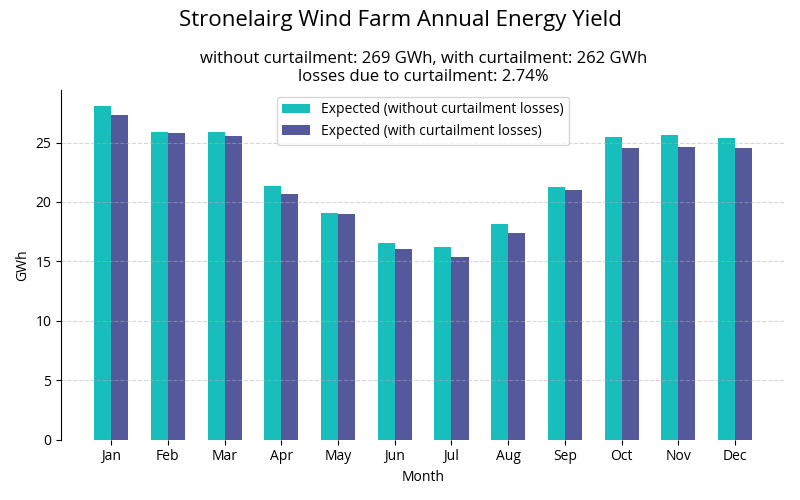 Stronelairg Wind Farm Annual Energy Yield
without curtailment: 269 GWh, with curtailment: 262 GWh
losses due to curtailment: 2.74%
Expected (without curtailment losses)
Expected (with curtailment losses)
GWh
25
20
15
10
5
0
Jan Feb Mar Apr May Jun Jul Aug Sep Oct Nov Dec
Month